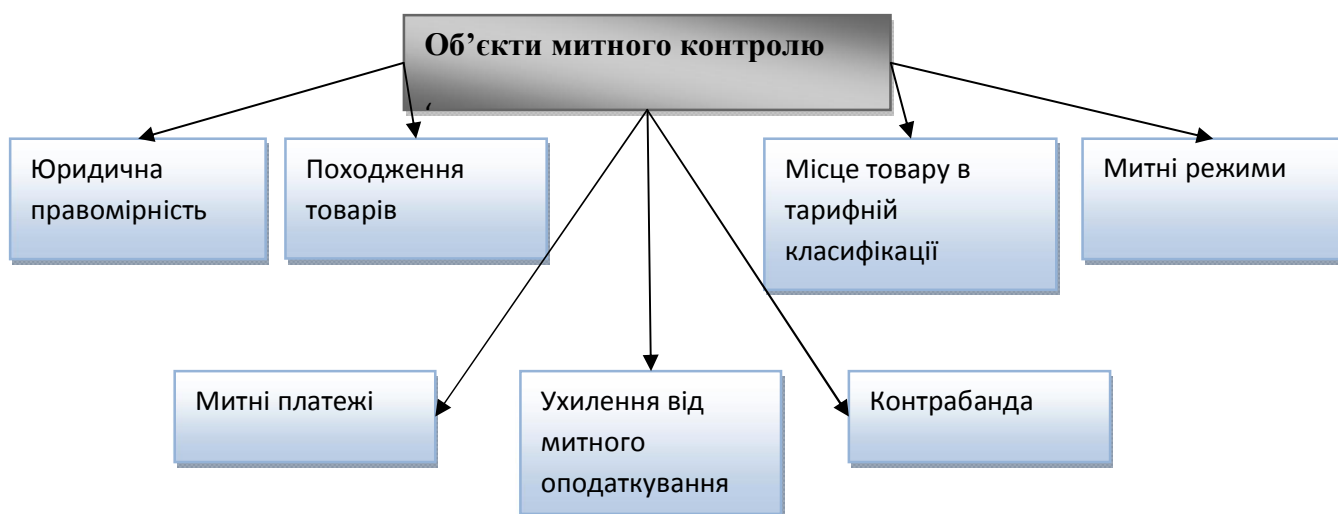 Об’єкти митного контролю
Юридична
правомірність
Походження
товарів
Місце товару в
тарифній
класифікації
Митні режими
Митні платежі
Ухилення від
митного
оподаткування
Контрабанда